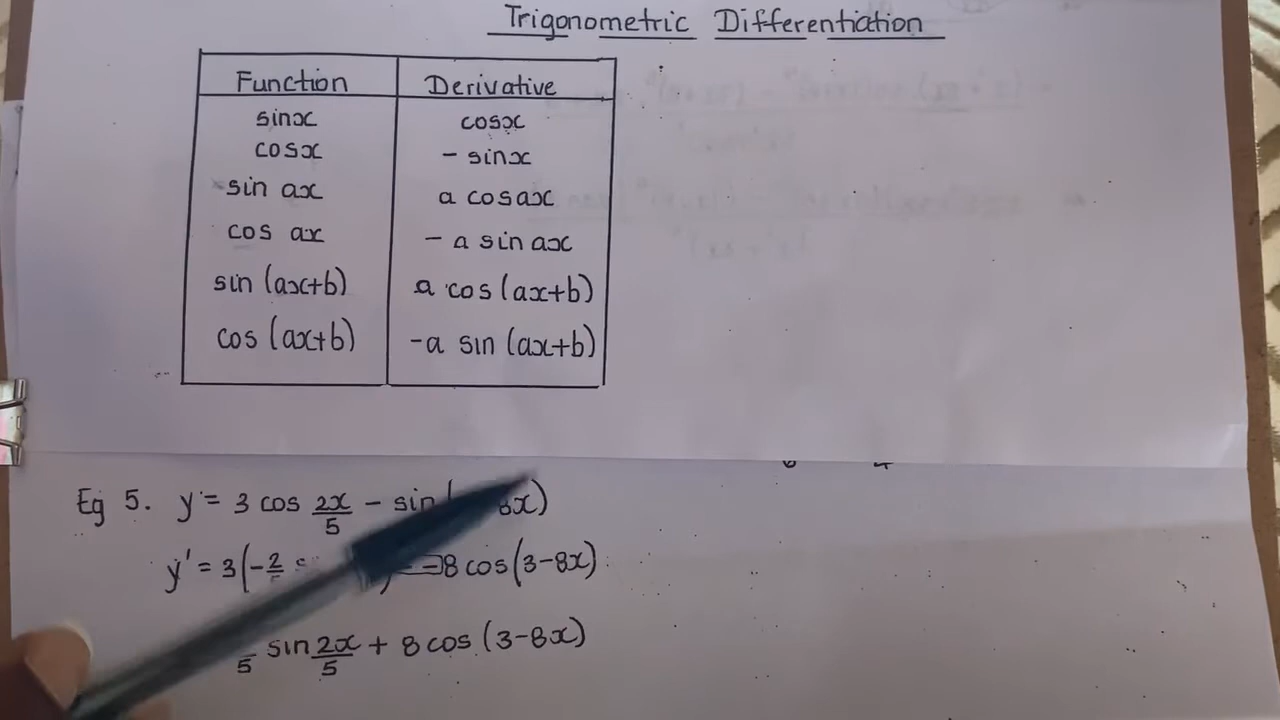 Trigonometric Differentiation
Function Derivative
sinx cosx
cosx - sinx
sin ax a cosax
cos ax - a sin ax
sin (ax+b) a cos (ax+b)
cos (ax+b) -a sin (ax+b)
Eg 5. y = 3 cos 2x/5 - sin( 8x)
y' = 3(-2/5 ) - -8 cos(3-8x)
5 sin 2x/5 + 8 cos (3-8x)